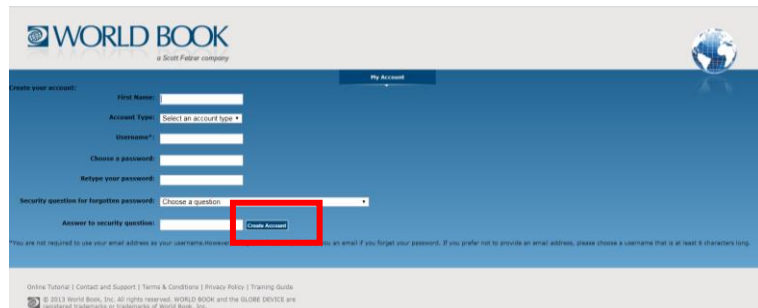 WORLD BOOK
a Scott Fetzer company
My Account
Create your account:
First Name:
Account Type: Select an account type
Username*:
Choose a password:
Retype your password:
Security question for forgotten password: Choose a question
Answer to security question: Create Account
*You are not required to use your email address as your username.However you an email if you forget your password. If you prefer not to provide an email address, please choose a username that is at least 6 characters long.
Online Tutorial | Contact and Support | Terms & Conditions | Privacy Policy | Training Guide
© 2013 World Book, Inc. All rights reserved. WORLD BOOK and the GLOBE DEVICE are
registered trademarks or trademarks of World Book, Inc.